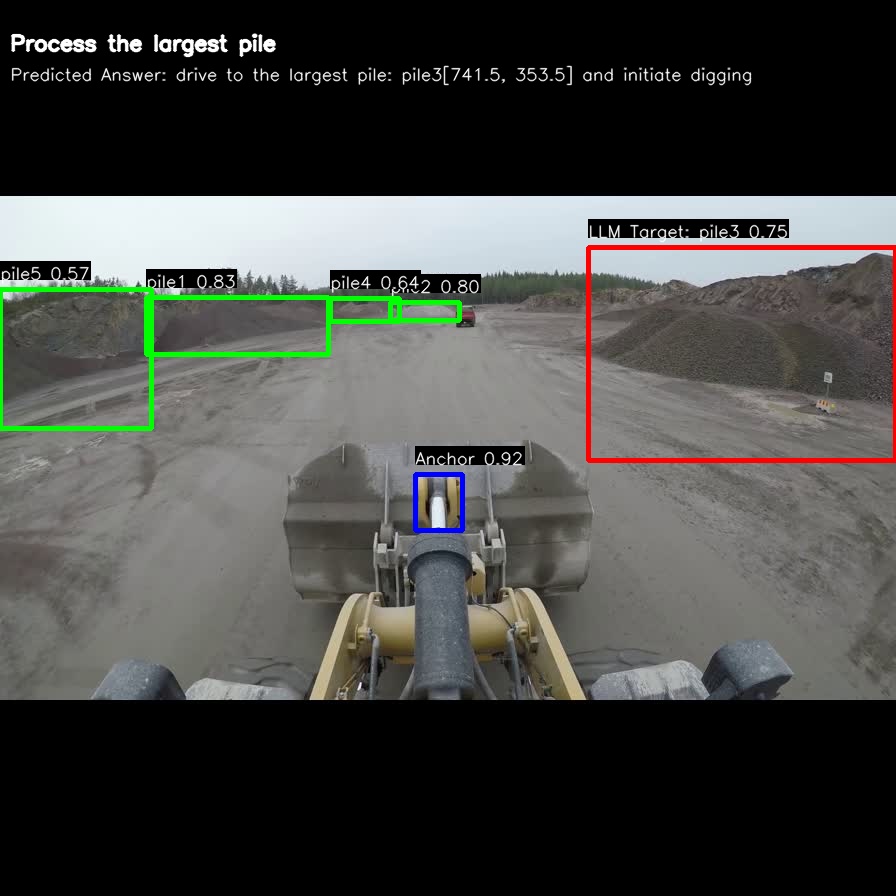 Process the largest pile
Predicted Answer: drive to the largest pile: pile3[741.5, 353.5] and initiate digging
LLM Target: pile3 0.75
pile5 0.57
pile1 0.83
pile4 0.64
2 0.80
Anchor 0.92